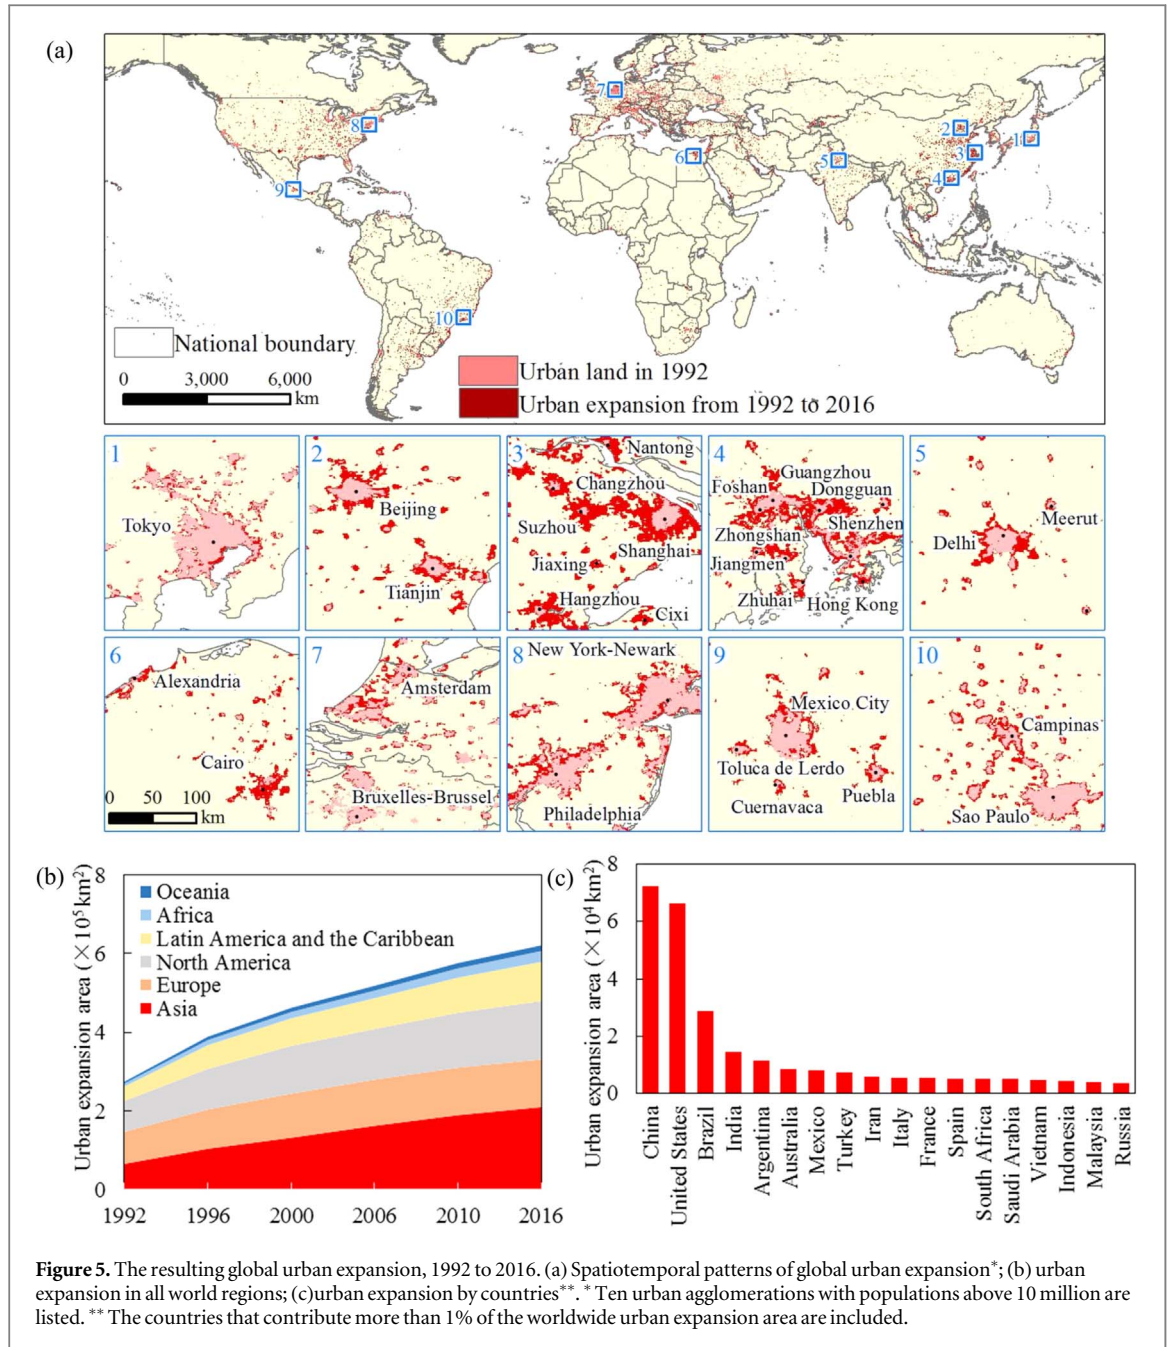 (a)
1
2
3
4
5
6
7
8
9
10
National boundary
0 3,000 6,000
km
Urban land in 1992
Urban expansion from 1992 to 2016
1
Tokyo
2
Beijing
Tianjin
3
Nantong
Changzhou
Suzhou
Shanghai
Jiaxing
Hangzhou
Cixi
4
Guangzhou
Foshan
Dongguan
Shenzhen
Zhongshan
Jiangmen
Zhuhai
Hong Kong
5
Meerut
Delhi
6
Alexandria
Cairo
0 50 100
km
7
Amsterdam
Bruxelles-Brussel
8
New York-Newark
Philadelphia
9
Mexico City
Toluca de Lerdo
Cuernavaca
Puebla
10
Campinas
Sao Paulo
(b)
Urban expansion area (×10⁵km²)
8
6
4
2
0
Oceania
Africa
Latin America and the Caribbean
North America
Europe
Asia
1992 1996 2000 2006 2010 2016
(c)
Urban expansion area (×10⁴km²)
8
6
4
2
0
China
United States
Brazil
India
Argentina
Australia
Mexico
Turkey
Iran
Italy
France
Spain
South Africa
Saudi Arabia
Vietnam
Indonesia
Malaysia
Russia
Figure 5. The resulting global urban expansion, 1992 to 2016. (a) Spatiotemporal patterns of global urban expansion*; (b) urban
expansion in all world regions; (c)urban expansion by countries**. * Ten urban agglomerations with populations above 10 million are
listed. ** The countries that contribute more than 1% of the worldwide urban expansion area are included.